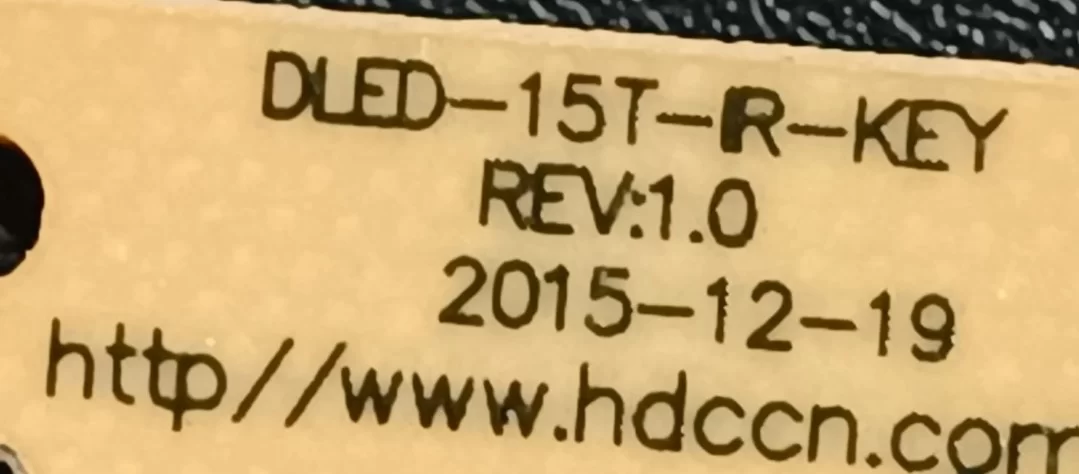 DLED-15T-R-KEY
REV:1.0
2015-12-19
http//www.hdccn.com